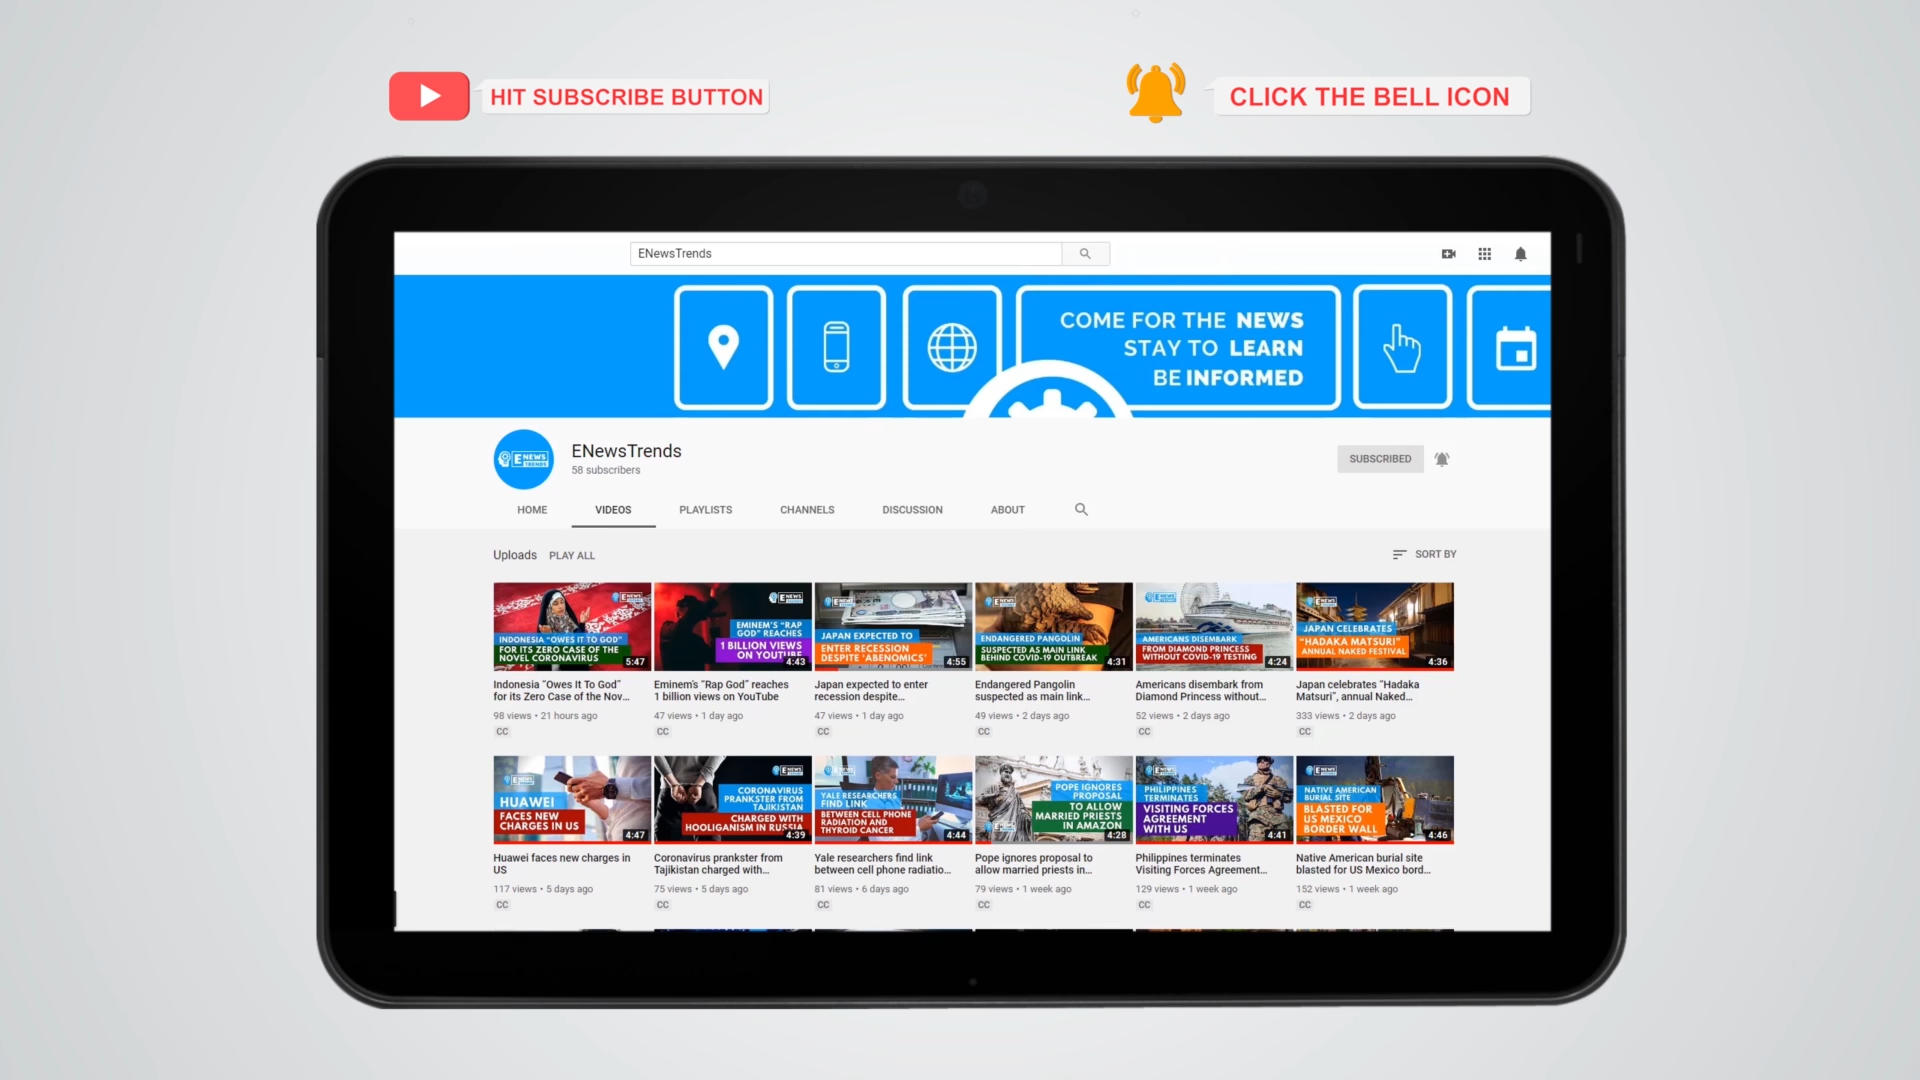 HIT SUBSCRIBE BUTTON
CLICK THE BELL ICON
ENewsTrends
COME FOR THE NEWS
STAY TO LEARN
BE INFORMED
E NEWS
TRENDS
ENewsTrends
58 subscribers
SUBSCRIBED
HOME
VIDEOS
PLAYLISTS
CHANNELS
DISCUSSION
ABOUT
Uploads
PLAY ALL
SORT BY
INDONESIA "OWES IT TO GOD"
FOR ITS ZERO CASE OF THE
NOVEL CORONAVIRUS
5:47
EMINEM'S "RAP
GOD" REACHES
1 BILLION VIEWS
ON YOUTUBE
4:43
JAPAN EXPECTED TO
ENTER RECESSION
DESPITE 'ABENOMICS'
4:55
ENDANGERED PANGOLIN
SUSPECTED AS MAIN LINK
BEHIND COVID-19 OUTBREAK
4:31
AMERICANS DISEMBARK
FROM DIAMOND PRINCESS
WITHOUT COVID-19 TESTING
4:24
JAPAN CELEBRATES
"HADAKA MATSURI"
ANNUAL NAKED FESTIVAL
4:36
Indonesia "Owes It To God"
for its Zero Case of the Nov...
98 views • 21 hours ago
CC
Eminem's "Rap God" reaches
1 billion views on YouTube
47 views • 1 day ago
CC
Japan expected to enter
recession despite...
47 views • 1 day ago
CC
Endangered Pangolin
suspected as main link...
49 views • 2 days ago
CC
Americans disembark from
Diamond Princess without...
52 views • 2 days ago
CC
Japan celebrates "Hadaka
Matsuri", annual Naked...
333 views • 2 days ago
CC
HUAWEI
FACES NEW
CHARGES IN US
4:47
CORONAVIRUS
PRANKSTER FROM
TAJIKISTAN
CHARGED WITH
HOOLIGANISM IN RUSSIA
4:39
YALE RESEARCHERS
FIND LINK
BETWEEN CELL PHONE
RADIATION AND
THYROID CANCER
4:44
POPE IGNORES
PROPOSAL
TO ALLOW
MARRIED PRIESTS
IN AMAZON
4:28
PHILIPPINES
TERMINATES
VISITING FORCES
AGREEMENT
WITH US
4:41
NATIVE AMERICAN
BURIAL SITE
BLASTED FOR
US MEXICO
BORDER WALL
4:46
Huawei faces new charges in
US
117 views • 5 days ago
CC
Coronavirus prankster from
Tajikistan charged with...
75 views • 5 days ago
CC
Yale researchers find link
between cell phone radiatio...
81 views • 6 days ago
CC
Pope ignores proposal to
allow married priests in...
79 views • 1 week ago
CC
Philippines terminates
Visiting Forces Agreement...
129 views • 1 week ago
CC
Native American burial site
blasted for US Mexico bord...
152 views • 1 week ago
CC